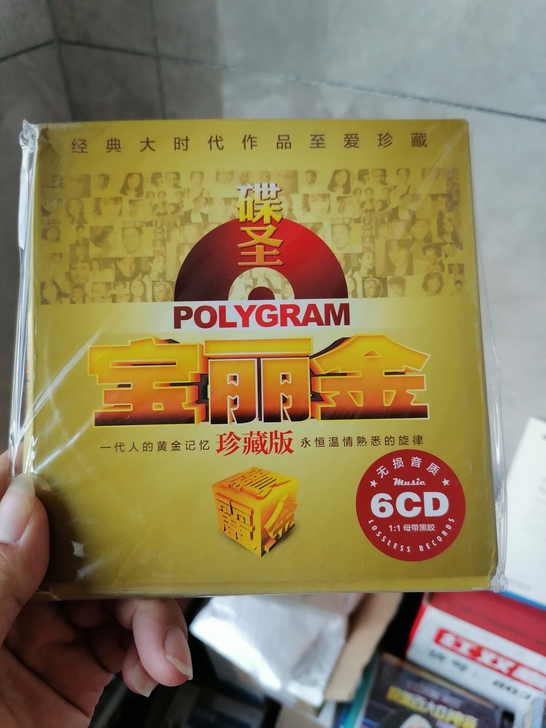 经典大时代作品至爱珍藏
碟圣
POLYGRAM
宝丽金
一代人的黄金记忆 珍藏版 永恒温情熟悉的旋律
无损音质
Music
6CD
1:1母带黑胶
LOSSLESS RECORDS